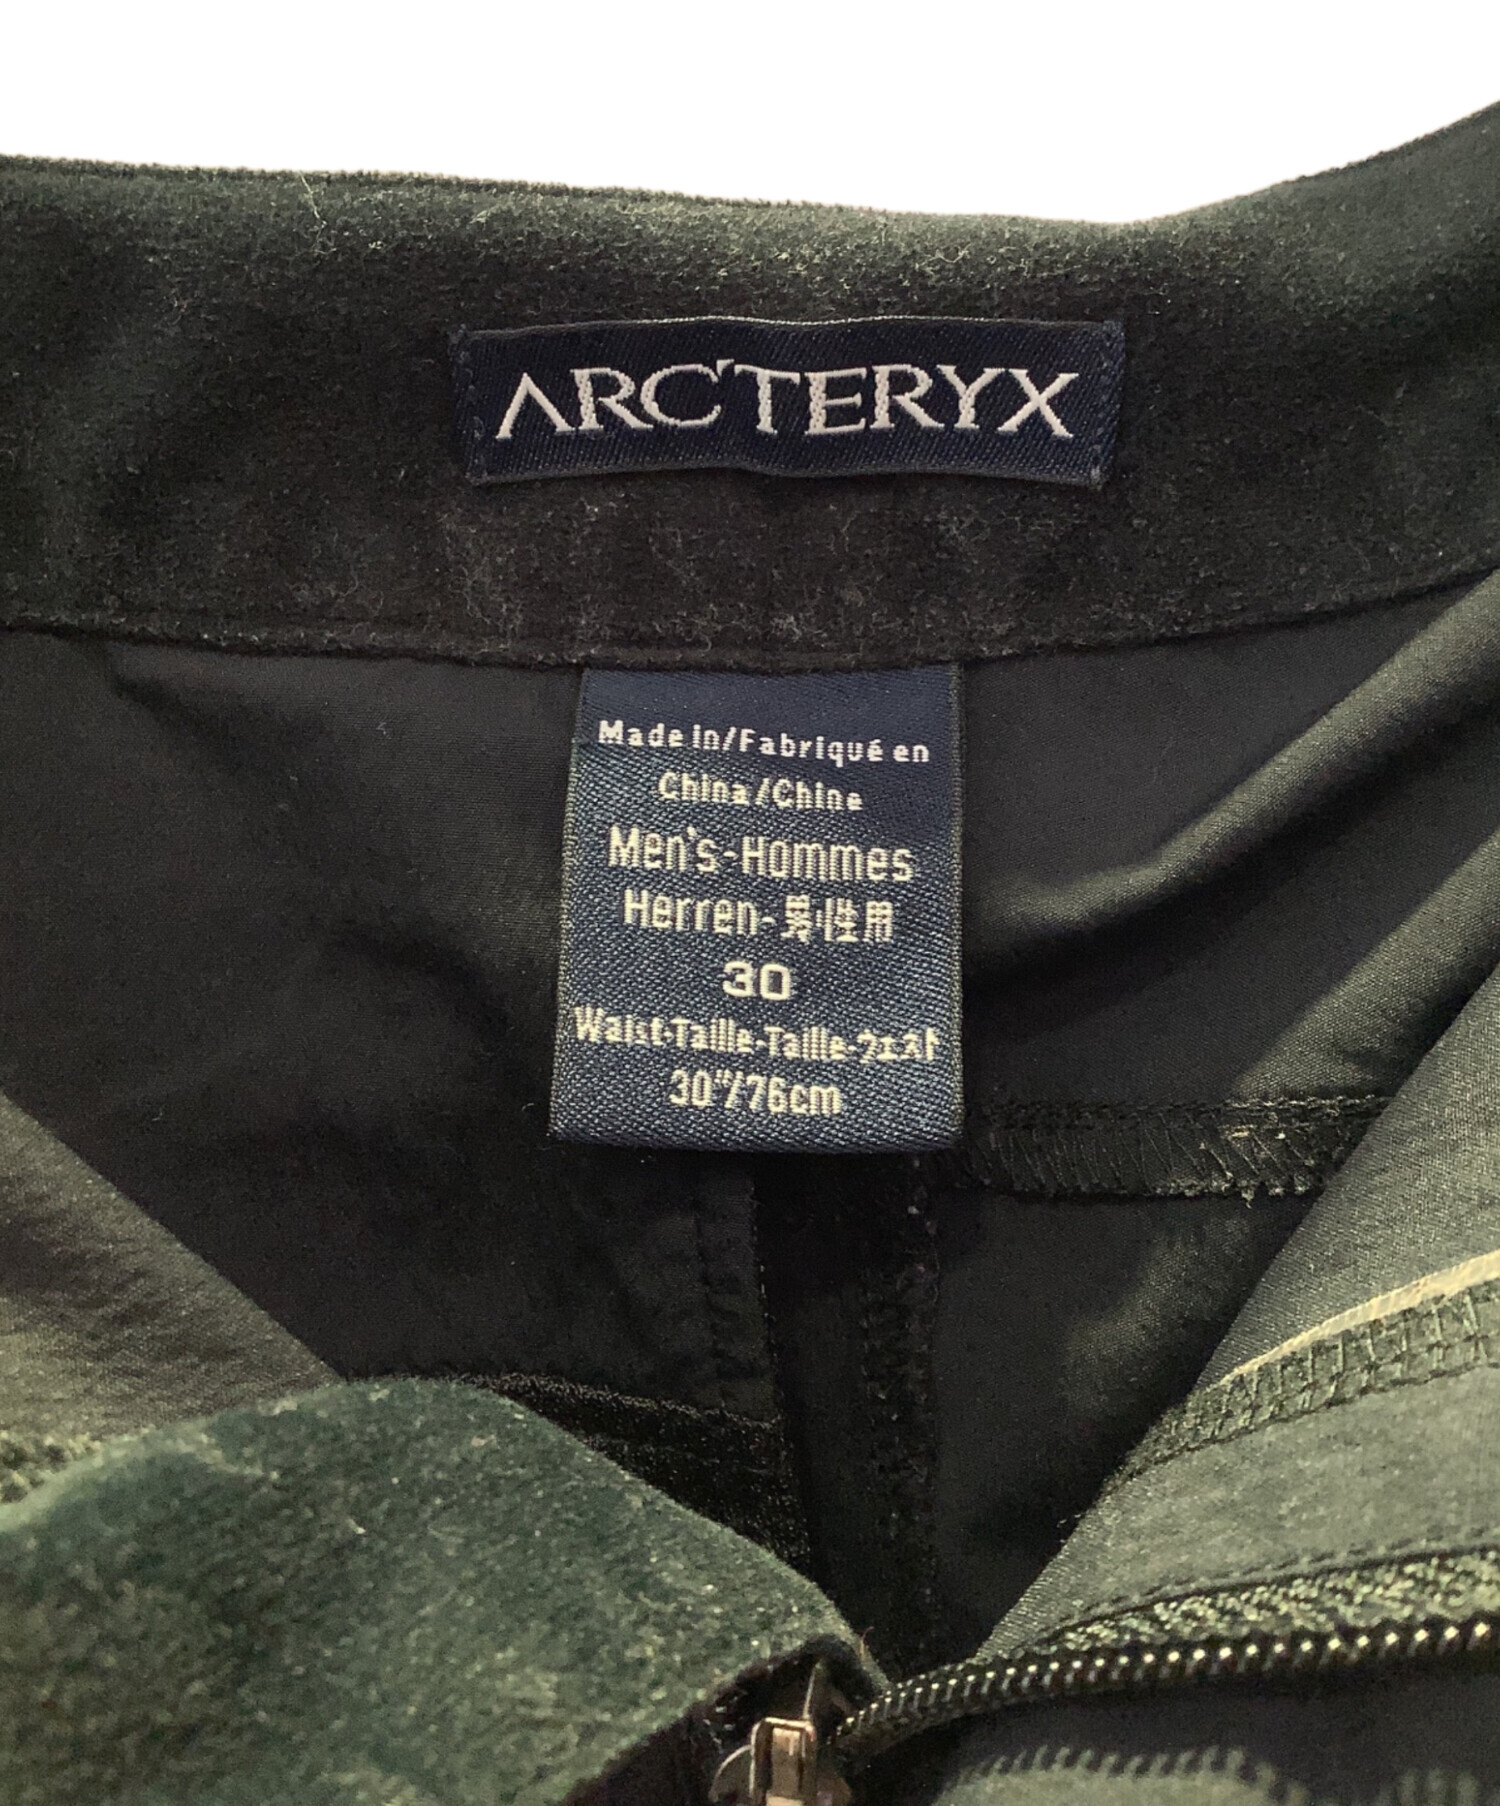 ARC'TERYX
Made in/Fabriqué en
China/Chine
Men's-Hommes
Herren-男性用
30
Waist-Taille-Taille-ウエスト
30"/76cm